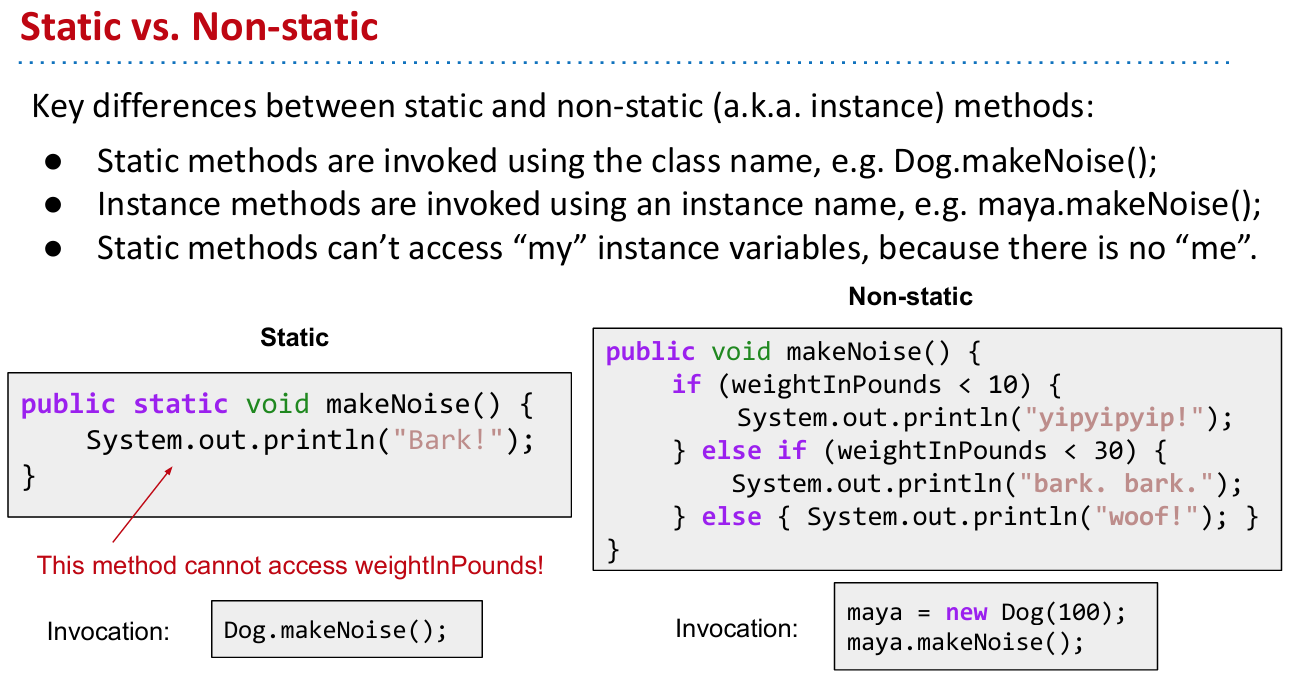 Static vs. Non-static
Key differences between static and non-static (a.k.a. instance) methods:
● Static methods are invoked using the class name, e.g. Dog.makeNoise();
● Instance methods are invoked using an instance name, e.g. maya.makeNoise();
● Static methods can’t access “my” instance variables, because there is no “me”.
Static
public static void makeNoise() {
    System.out.println("Bark!");
}
This method cannot access weightInPounds!
Invocation:
Dog.makeNoise();
Non-static
public void makeNoise() {
    if (weightInPounds < 10) {
        System.out.println("yipyipyip!");
    } else if (weightInPounds < 30) {
        System.out.println("bark. bark.");
    } else { System.out.println("woof!"); }
}
Invocation:
maya = new Dog(100);
maya.makeNoise();